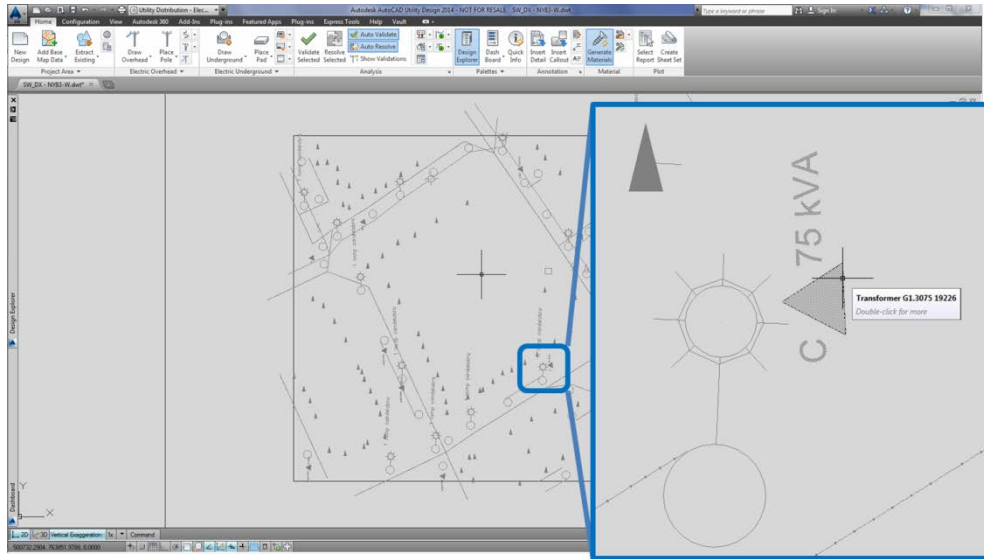 Utility Distribution - Elec...
Autodesk AutoCAD Utility Design 2014 - NOT FOR RESALE SW_DX - NYB3-W.dwt
Type a keyword or phrase
Sign In
Home Configuration View Autodesk 360 Add-Ins Plug-ins Featured Apps Plug-ins Express Tools Help Vault
New Design
Add Base Map Data
Extract Existing
Draw Overhead
Place Pole
Draw Underground
Place Pad
Validate Selected
Resolve Selected
Auto Validate
Auto Resolve
Show Validations
Design Explorer
Dash Board
Quick Info
Insert Detail
Insert Callout
Generate Materials
Select Report
Create Sheet Set
Project Area
Electric Overhead
Electric Underground
Analysis
Palettes
Annotation
Material
Plot
SW_DX - NYB3-W.dwt*
Design Explorer
Dashboard
Y
X
C 75 kVA
Transformer G1.3075 19226
Double-click for more
2D 3D Vertical Exaggeration: 1x Command